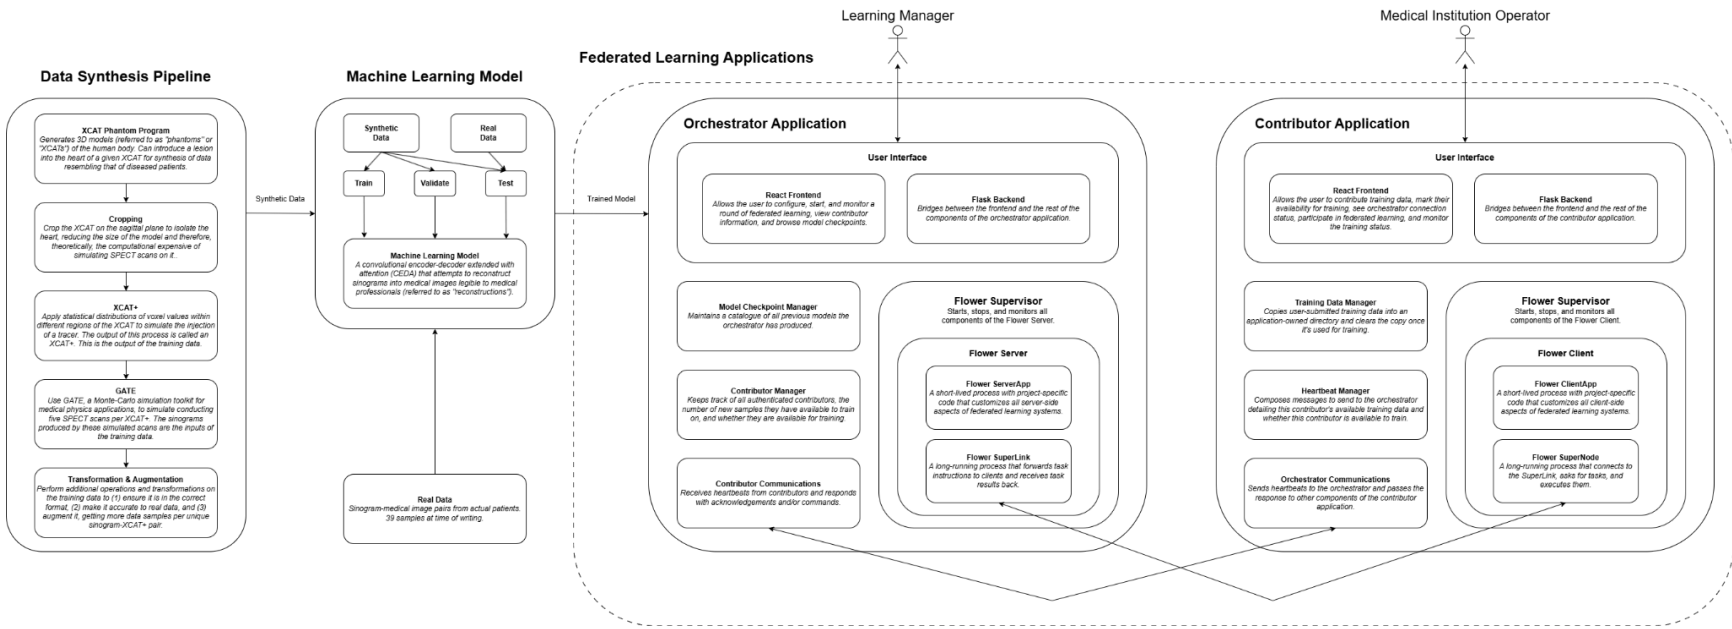 Learning Manager
Medical Institution Operator
Federated Learning Applications
Data Synthesis Pipeline
XCAT Phantom Program
Generates 3D models (referred to as "phantoms" or
"XCATs") of the human body. Can introduce a lesion
into the heart of a given XCAT for synthesis of data
resembling that of diseased patients.
Cropping
Crop the XCAT on the sagittal plane to isolate the
heart, reducing the size of the model and therefore,
theoretically, the computational expensive of
simulating SPECT scans on it..
XCAT+
Apply statistical distributions of voxel values within
different regions of the XCAT to simulate the injection
of a tracer. The output of this process is called an
XCAT+. This is the output of the training data.
GATE
Use GATE, a Monte-Carlo simulation toolkit for
medical physics applications, to simulate conducting
five SPECT scans per XCAT+. The sinograms
produced by these simulated scans are the inputs of
the training data.
Transformation & Augmentation
Perform additional operations and transformations on
the training data to (1) ensure it is in the correct
format, (2) make it accurate to real data, and (3)
augment it, getting more data samples per unique
sinogram-XCAT+ pair.
Synthetic Data
Machine Learning Model
Synthetic
Data
Real
Data
Train
Validate
Test
Machine Learning Model
A convolutional encoder-decoder extended with
attention (CEDA) that attempts to reconstruct
sinograms into medical images legible to medical
professionals (referred to as "reconstructions").
Real Data
Sinogram-medical image pairs from actual patients.
39 samples at time of writing.
Trained Model
Orchestrator Application
User Interface
React Frontend
Allows the user to configure, start, and monitor a
round of federated learning, view contributor
information, and browse model checkpoints.
Flask Backend
Bridges between the frontend and the rest of the
components of the orchestrator application.
Model Checkpoint Manager
Maintains a catalogue of all previous models the
orchestrator has produced.
Contributor Manager
Keeps track of all authenticated contributors, the
number of new samples they have available to train
on, and whether they are available for training.
Contributor Communications
Receives heartbeats from contributors and responds
with acknowledgements and/or commands.
Flower Supervisor
Starts, stops, and monitors all
components of the Flower Server.
Flower Server
Flower ServerApp
A short-lived process with project-specific
code that customizes all server-side
aspects of federated learning systems.
Flower SuperLink
A long-running process that forwards task
instructions to clients and receives task
results back.
Contributor Application
User Interface
React Frontend
Allows the user to contribute training data, mark their
availability for training, see orchestrator connection
status, participate in federated learning, and monitor
the training status.
Flask Backend
Bridges between the frontend and the rest of the
components of the contributor application.
Training Data Manager
Copies user-submitted training data into an
application-owned directory and clears the copy once
it's used for training.
Heartbeat Manager
Composes messages to send to the orchestrator
detailing this contributor's available training data and
whether this contributor is available to train.
Orchestrator Communications
Sends heartbeats to the orchestrator and passes the
response to other components of the contributor
application.
Flower Supervisor
Starts, stops, and monitors all
components of the Flower Client.
Flower Client
Flower ClientApp
A short-lived process with project-specific
code that customizes all client-side
aspects of federated learning systems.
Flower SuperNode
A long-running process that connects to
the SuperLink, asks for tasks, and
executes them.